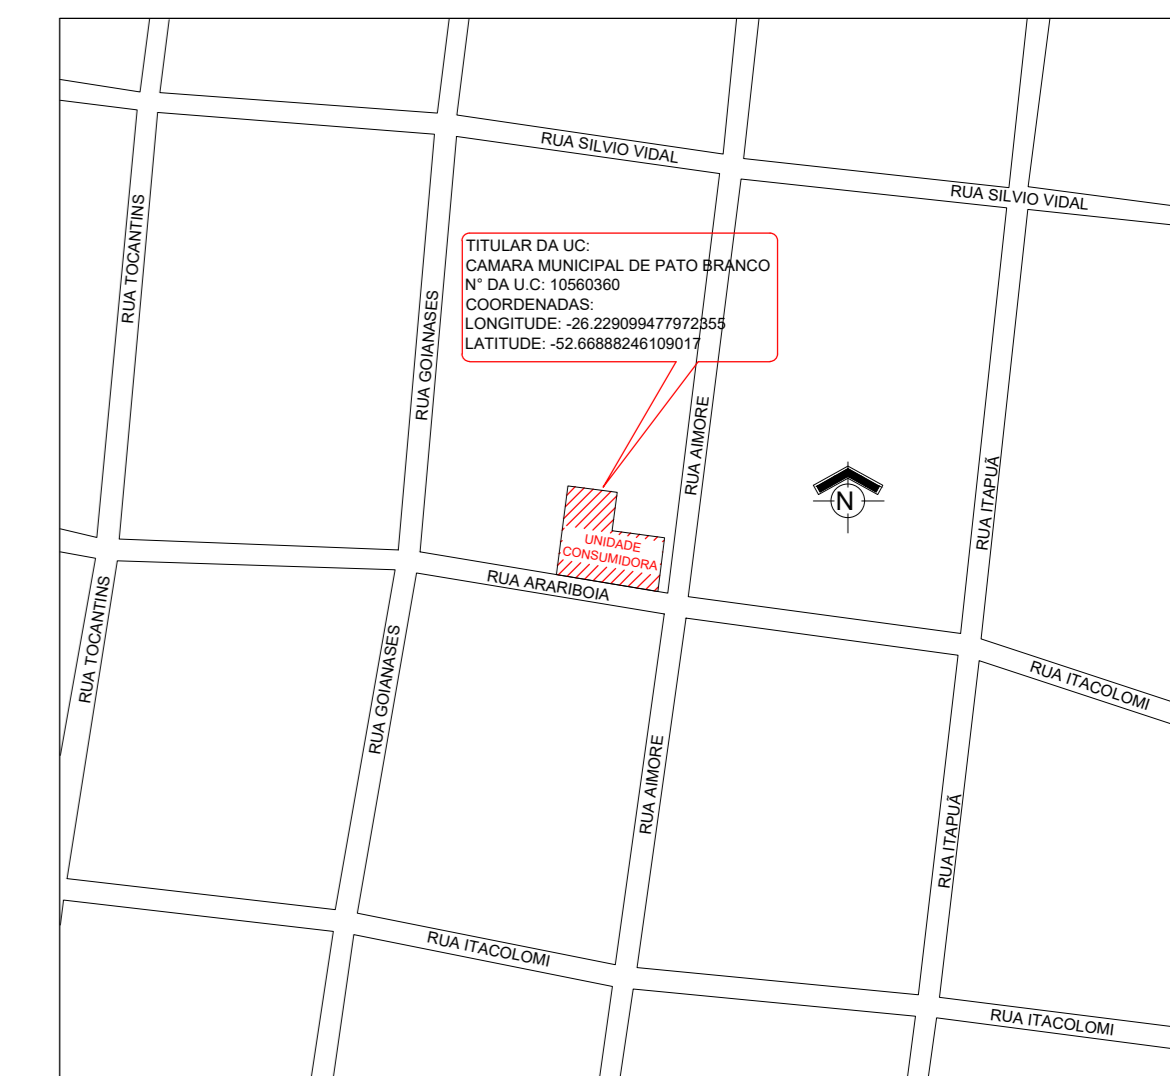 RUA SILVIO VIDAL
RUA SILVIO VIDAL
RUA TOCANTINS
TITULAR DA UC:
CAMARA MUNICIPAL DE PATO BRANCO
N° DA U.C: 10560360
COORDENADAS:
LONGITUDE: -26.229099477972355
LATITUDE: -52.66888246109017
RUA GOIANASES
RUA AIMORE
N
RUA ITAPUÃ
UNIDADE
CONSUMIDORA
RUA ARARIBOIA
RUA TOCANTINS
RUA GOIANASES
RUA ITACOLOMI
RUA AIMORE
RUA ITAPUÃ
RUA ITACOLOMI
RUA ITACOLOMI